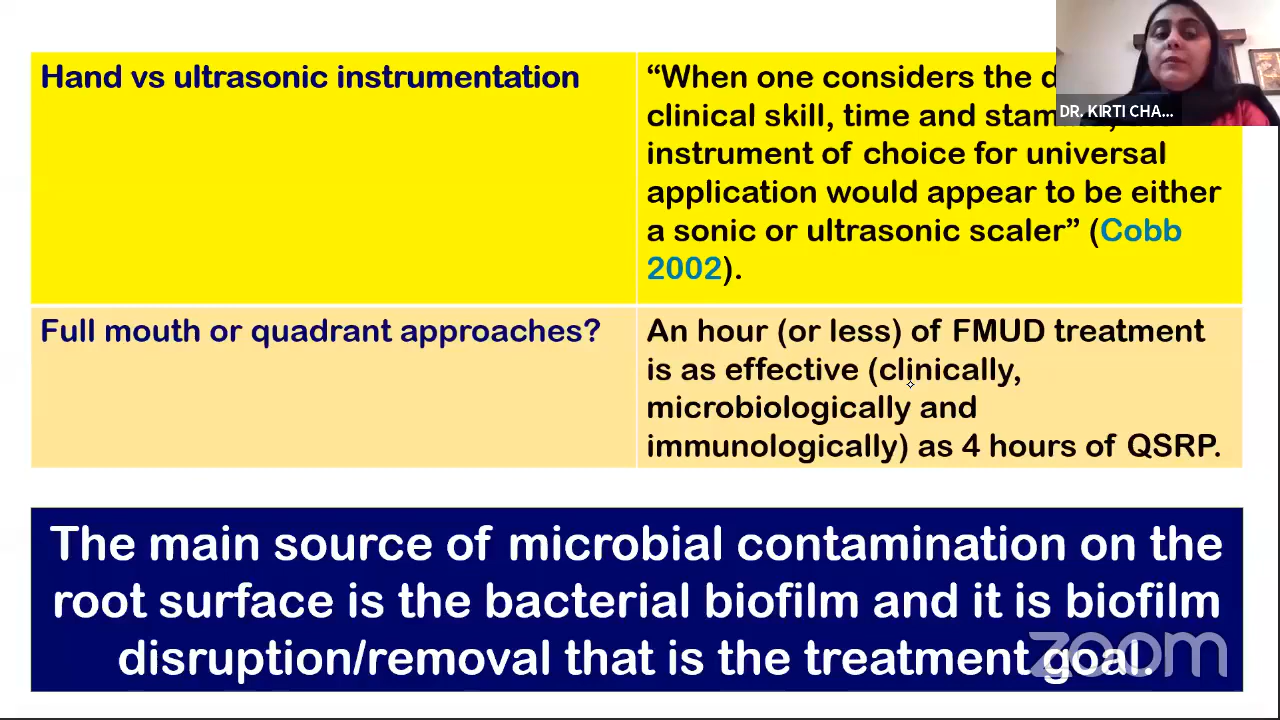 Hand vs ultrasonic instrumentation
“When one considers the
clinical skill, time and
instrument of choice for universal
application would appear to be either
a sonic or ultrasonic scaler” (Cobb
2002).
DR. KIRTI CHA...
Full mouth or quadrant approaches?
An hour (or less) of FMUD treatment
is as effective (clinically,
microbiologically and
immunologically) as 4 hours of QSRP.
The main source of microbial contamination on the
root surface is the bacterial biofilm and it is biofilm
disruption/removal that is the treatment goal.
zoom